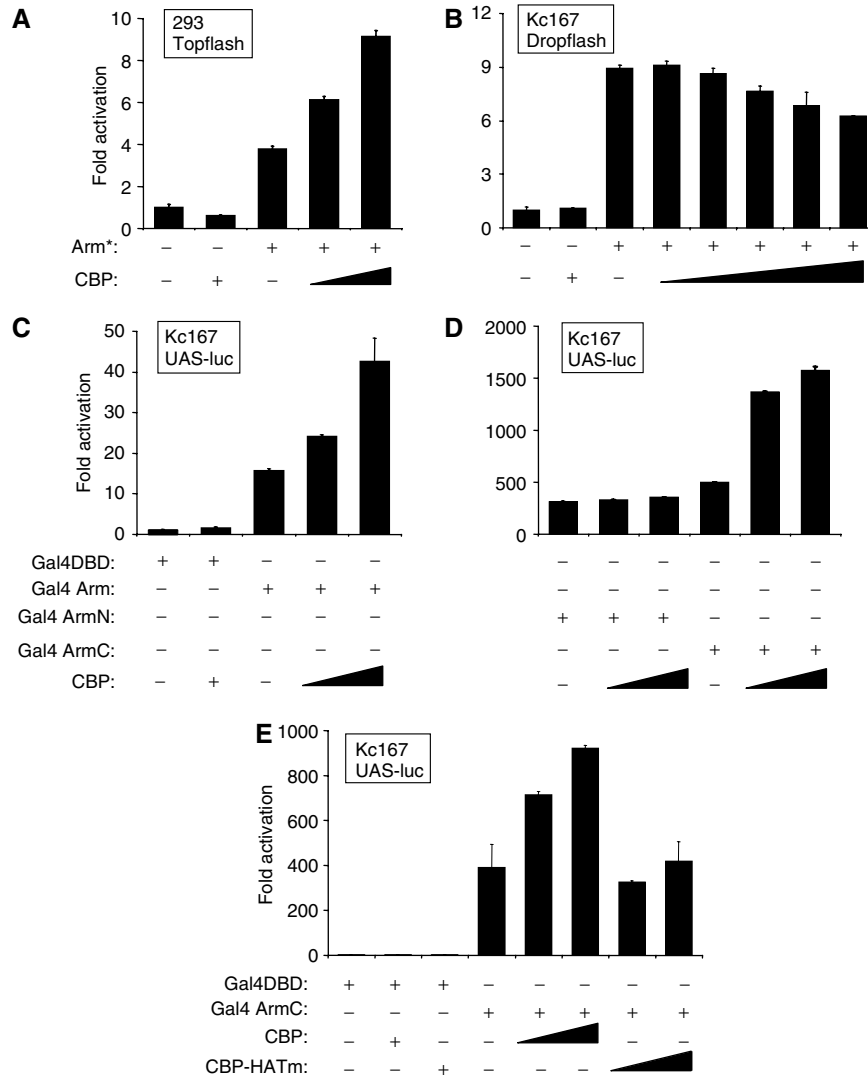 A
293
Topflash
Fold activation
10
8
6
4
2
0
Arm*: – – + + +
CBP: – + –
B
Kc167
Dropflash
12
9
6
3
0
– – + + + + + +
– + –
C
Kc167
UAS-luc
Fold activation
50
40
30
20
10
0
Gal4DBD: + + – – –
Gal4 Arm: – – + + +
Gal4 ArmN: – – – – –
Gal4 ArmC: – – – – –
CBP: – + –
D
Kc167
UAS-luc
2000
1500
1000
500
0
– – – – – –
– – – – – –
+ + + – – –
– – – + + +
– –
E
Kc167
UAS-luc
Fold activation
1000
800
600
400
200
0
Gal4DBD: + + + – – – – –
Gal4 ArmC: – – – + + + + +
CBP: – + – – – –
CBP-HATm: – – + – – –